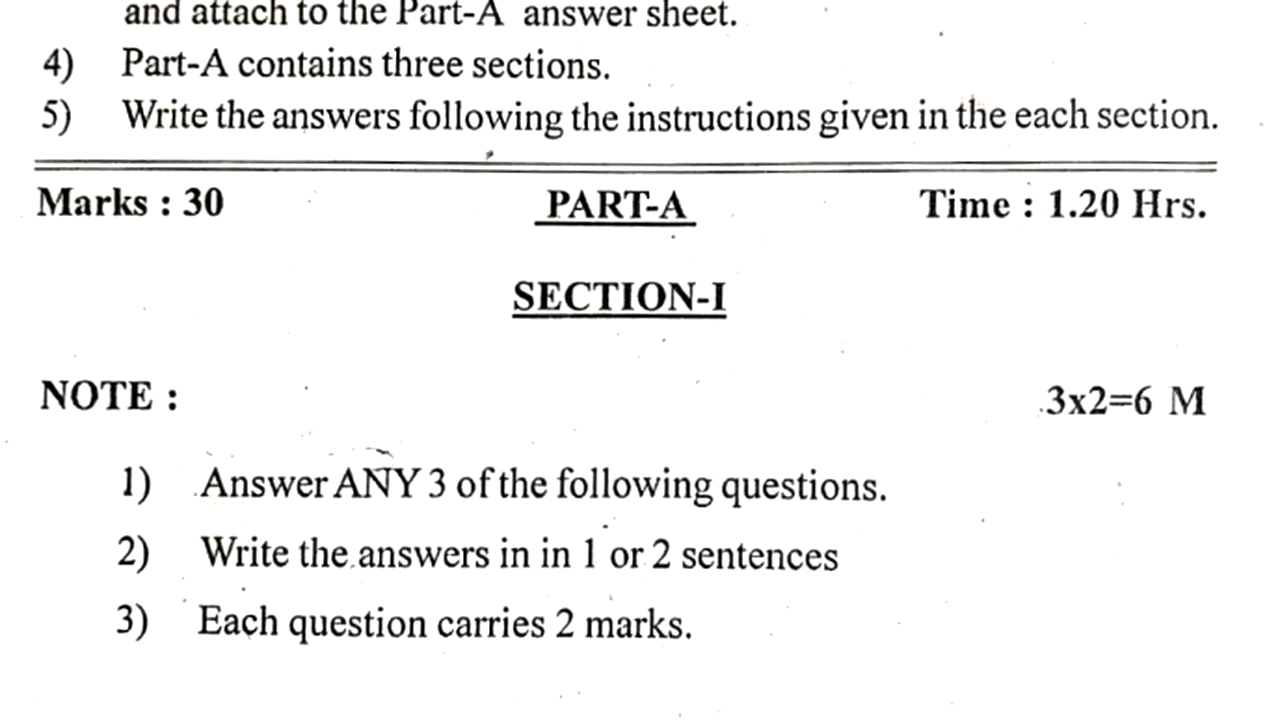 and attach to the Part-A answer sheet.
4) Part-A contains three sections.
5) Write the answers following the instructions given in the each section.
Marks : 30 PART-A Time : 1.20 Hrs.
SECTION-I
NOTE : 3x2=6 M
1) Answer ANY 3 of the following questions.
2) Write the answers in in 1 or 2 sentences
3) Each question carries 2 marks.